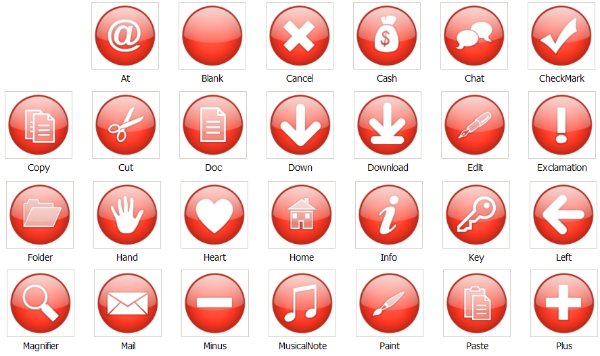 At Blank Cancel Cash Chat CheckMark
Copy Cut Doc Down Download Edit Exclamation
Folder Hand Heart Home Info Key Left
Magnifier Mail Minus MusicalNote Paint Paste Plus